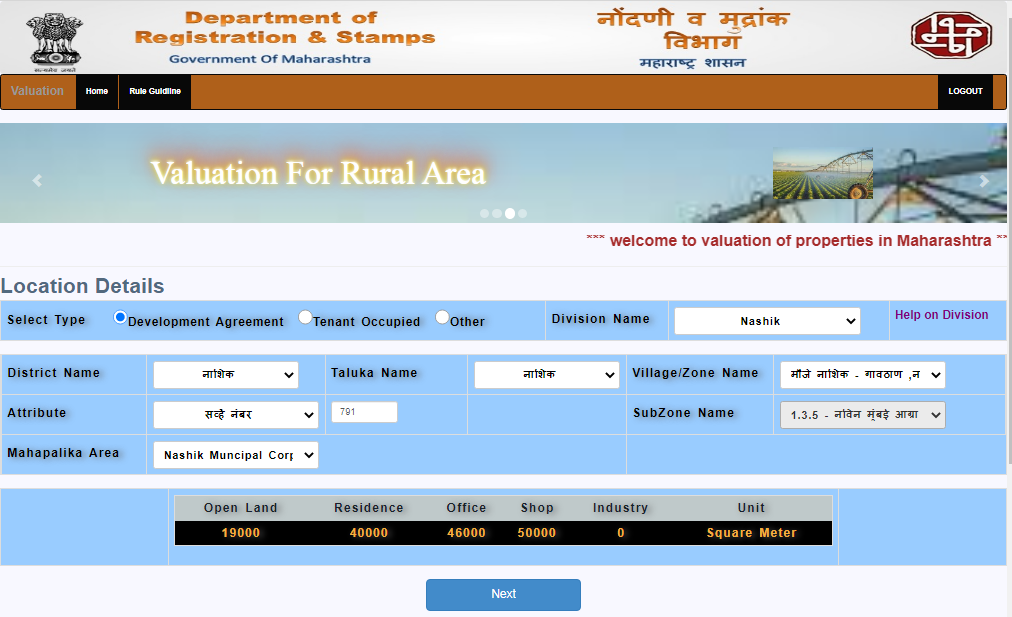 Department of
Registration & Stamps
Government Of Maharashtra
नोंदणी व मुद्रांक
विभाग
महाराष्ट्र शासन
सत्यमेव जयते
Valuation Home Rule Guidline LOGOUT
Valuation For Rural Area
*** welcome to valuation of properties in Maharashtra **
Location Details
Select Type Development Agreement Tenant Occupied Other Division Name Nashik Help on Division
District Name नाशिक Taluka Name नाशिक Village/Zone Name मौजे नाशिक - गावठाण ,न
Attribute सर्व्हे नंबर 791 SubZone Name 1.3.5 - नविन मुंबई आग्रा
Mahapalika Area Nashik Muncipal Corp
Open Land Residence Office Shop Industry Unit
19000 40000 46000 50000 0 Square Meter
Next